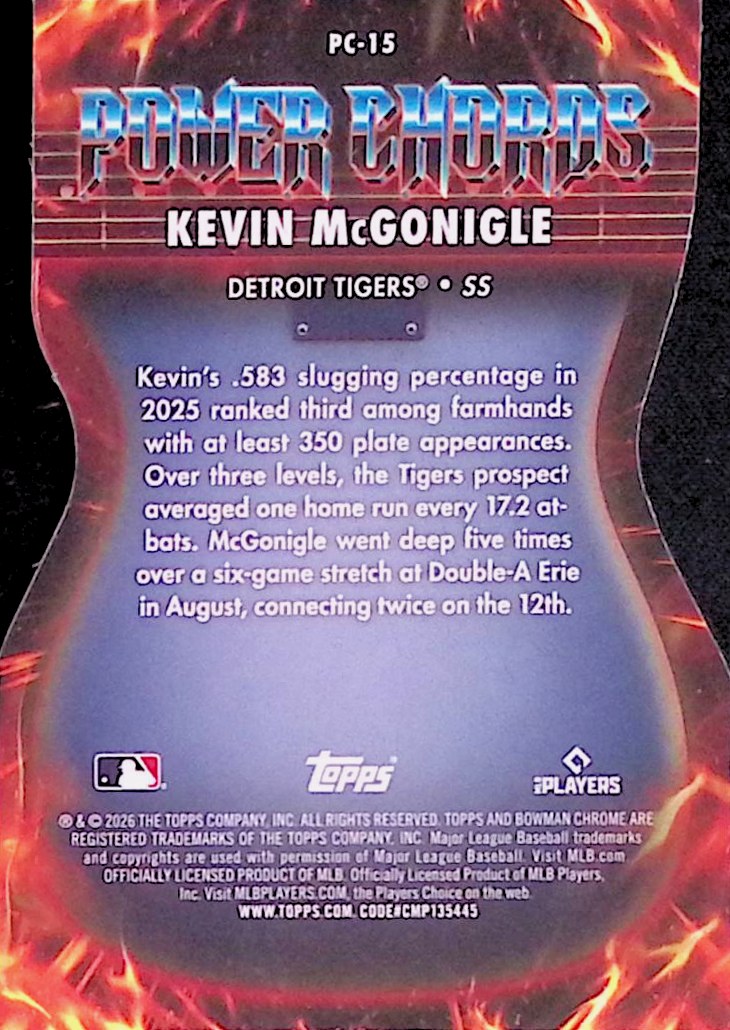 PC-15
POWER CHORDS
KEVIN McGONIGLE
DETROIT TIGERS® • SS
Kevin's .583 slugging percentage in
2025 ranked third among farmhands
with at least 350 plate appearances.
Over three levels, the Tigers prospect
averaged one home run every 17.2 at-
bats. McGonigle went deep five times
over a six-game stretch at Double-A Erie
in August, connecting twice on the 12th.
Topps®
MLB PLAYERS
® & © 2026 THE TOPPS COMPANY, INC. ALL RIGHTS RESERVED. TOPPS AND BOWMAN CHROME ARE
REGISTERED TRADEMARKS OF THE TOPPS COMPANY, INC. Major League Baseball trademarks
and copyrights are used with permission of Major League Baseball. Visit MLB.com
OFFICIALLY LICENSED PRODUCT OF MLB. Officially Licensed Product of MLB Players,
Inc. Visit MLBPLAYERS.COM, the Players Choice on the web.
WWW.TOPPS.COM CODE#CMP135445